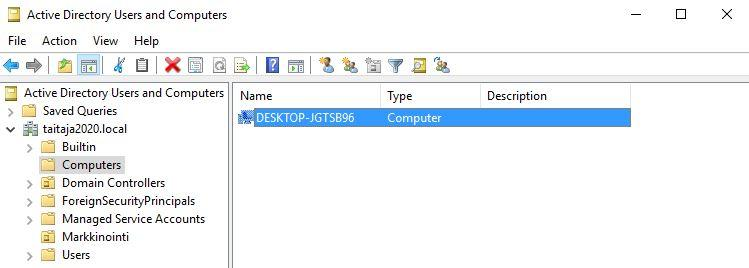 Active Directory Users and Computers
File Action View Help
Active Directory Users and Computers
Saved Queries
taitaja2020.local
Builtin
Computers
Domain Controllers
ForeignSecurityPrincipals
Managed Service Accounts
Markkinointi
Users
Name Type Description
DESKTOP-JGTSB96 Computer